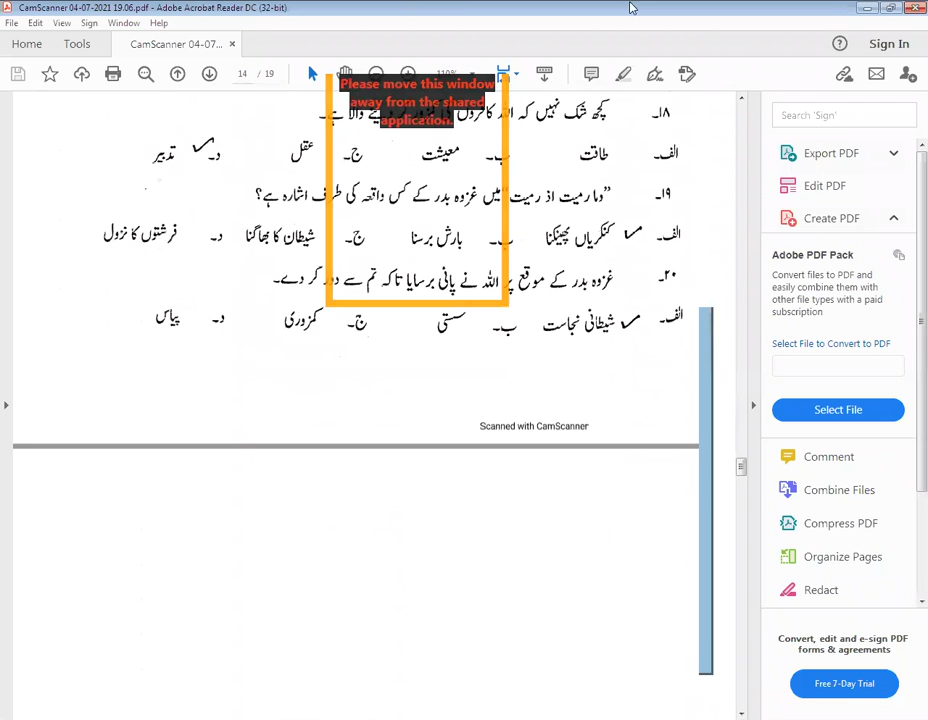 CamScanner 04-07-2021 19.06.pdf - Adobe Acrobat Reader DC (32-bit)
File Edit View Sign Window Help
Home Tools CamScanner 04-07... × Sign In
14 / 19
Please move this window
away from the shared
application.
Search 'Sign'
۱۸۔ کچھ شک نہیں کہ اللہ کافروں کی والا ہے۔
الف۔ طاقت ب۔ معیشت ج۔ عقل د۔ تدبیر
۱۹۔ ”وما رمیت اذ رمیت“ میں غزوہ بدر کے کس واقعہ کی طرف اشارہ ہے؟
الف۔ کنکریاں پھینکنا ب۔ بارش برسنا ج۔ شیطان کا بھاگنا د۔ فرشتوں کا نزول
۲۰۔ غزوہ بدر کے موقع پر اللہ نے پانی برسایا تاکہ تم سے دور کر دے۔
الف۔ شیطانی نجاست ب۔ سستی ج۔ کمزوری د۔ پیاس
Scanned with CamScanner
Export PDF
Edit PDF
Create PDF
Adobe PDF Pack
Convert files to PDF and
easily combine them with
other file types with a paid
subscription
Select File to Convert to PDF
Select File
Comment
Combine Files
Compress PDF
Organize Pages
Redact
Convert, edit and e-sign PDF
forms & agreements
Free 7-Day Trial